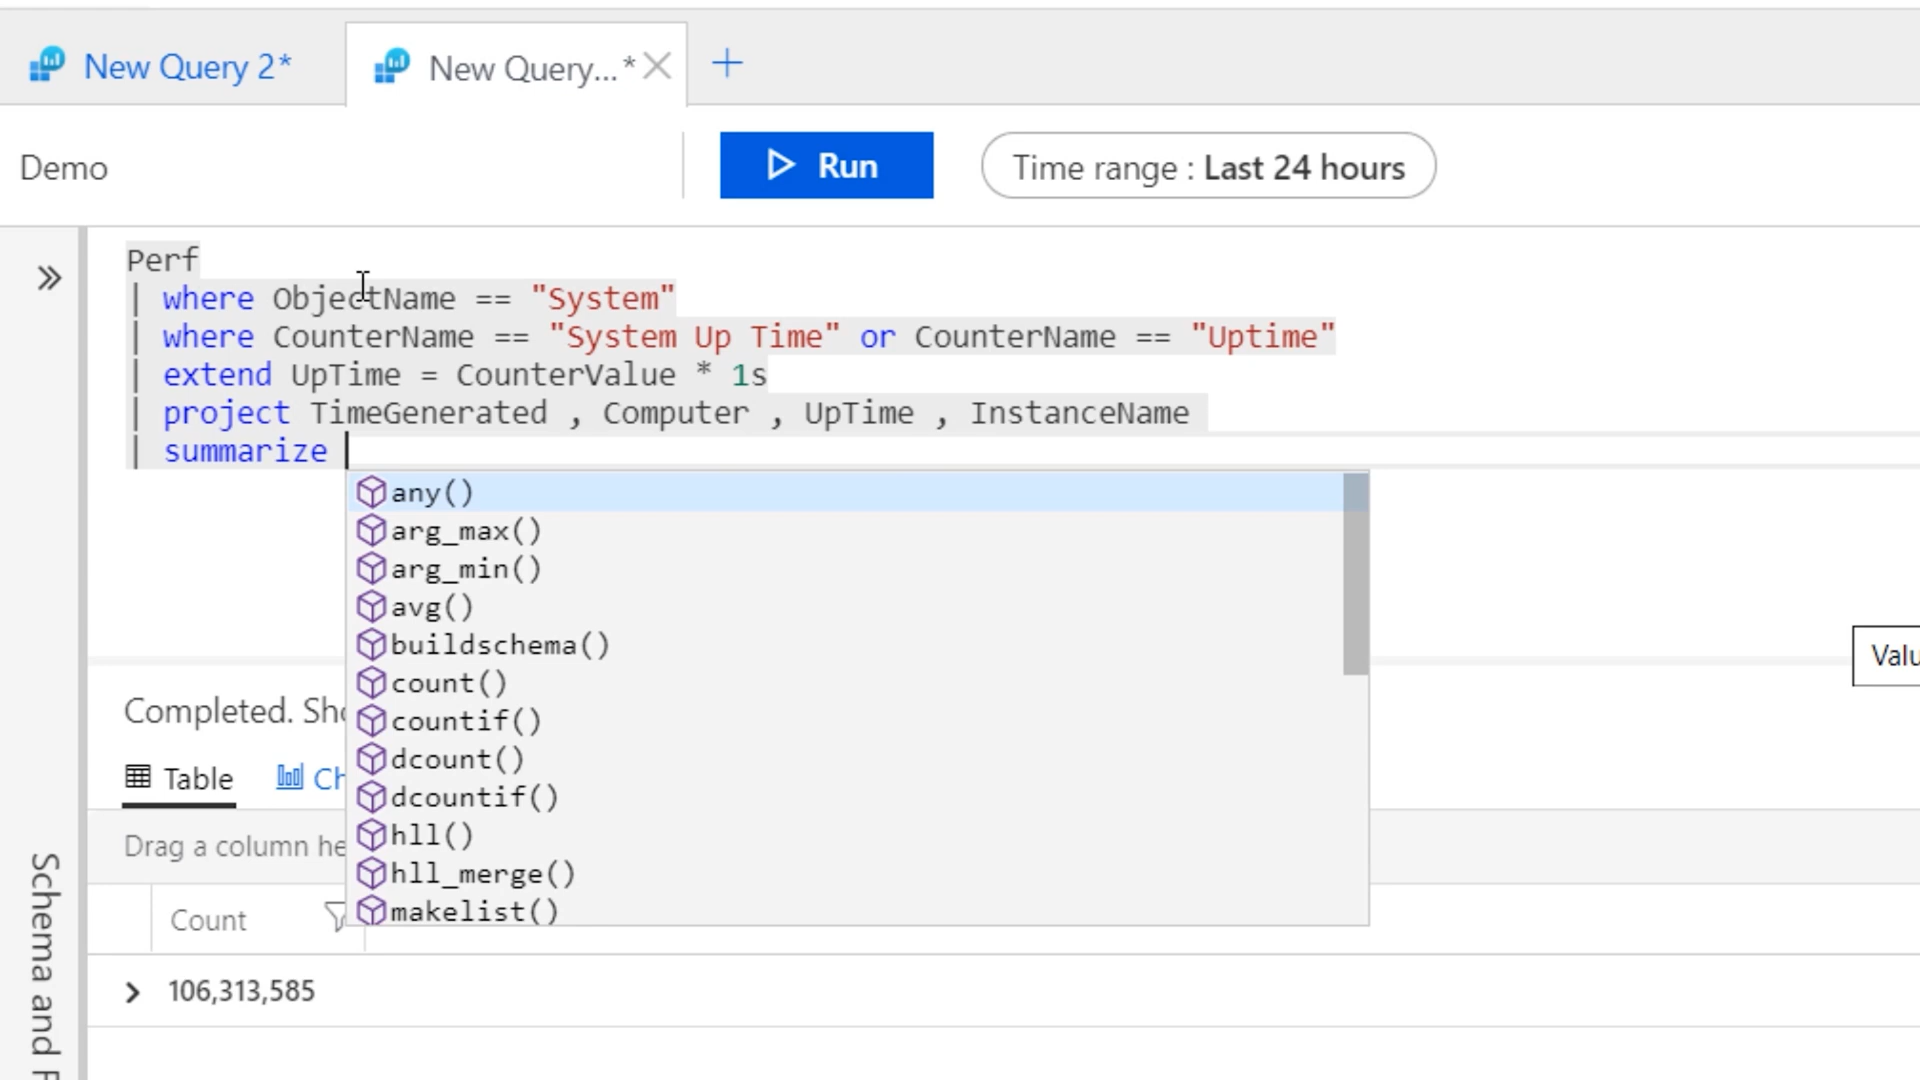 New Query 2*
New Query...*
Demo
Run
Time range : Last 24 hours
Perf
| where ObjectName == "System"
| where CounterName == "System Up Time" or CounterName == "Uptime"
| extend UpTime = CounterValue * 1s
| project TimeGenerated , Computer , UpTime , InstanceName
| summarize
any()
arg_max()
arg_min()
avg()
buildschema()
count()
countif()
dcount()
dcountif()
hll()
hll_merge()
makelist()
Valu
Completed. Sho
Table
Ch
Drag a column he
Count
106,313,585
Schema and F